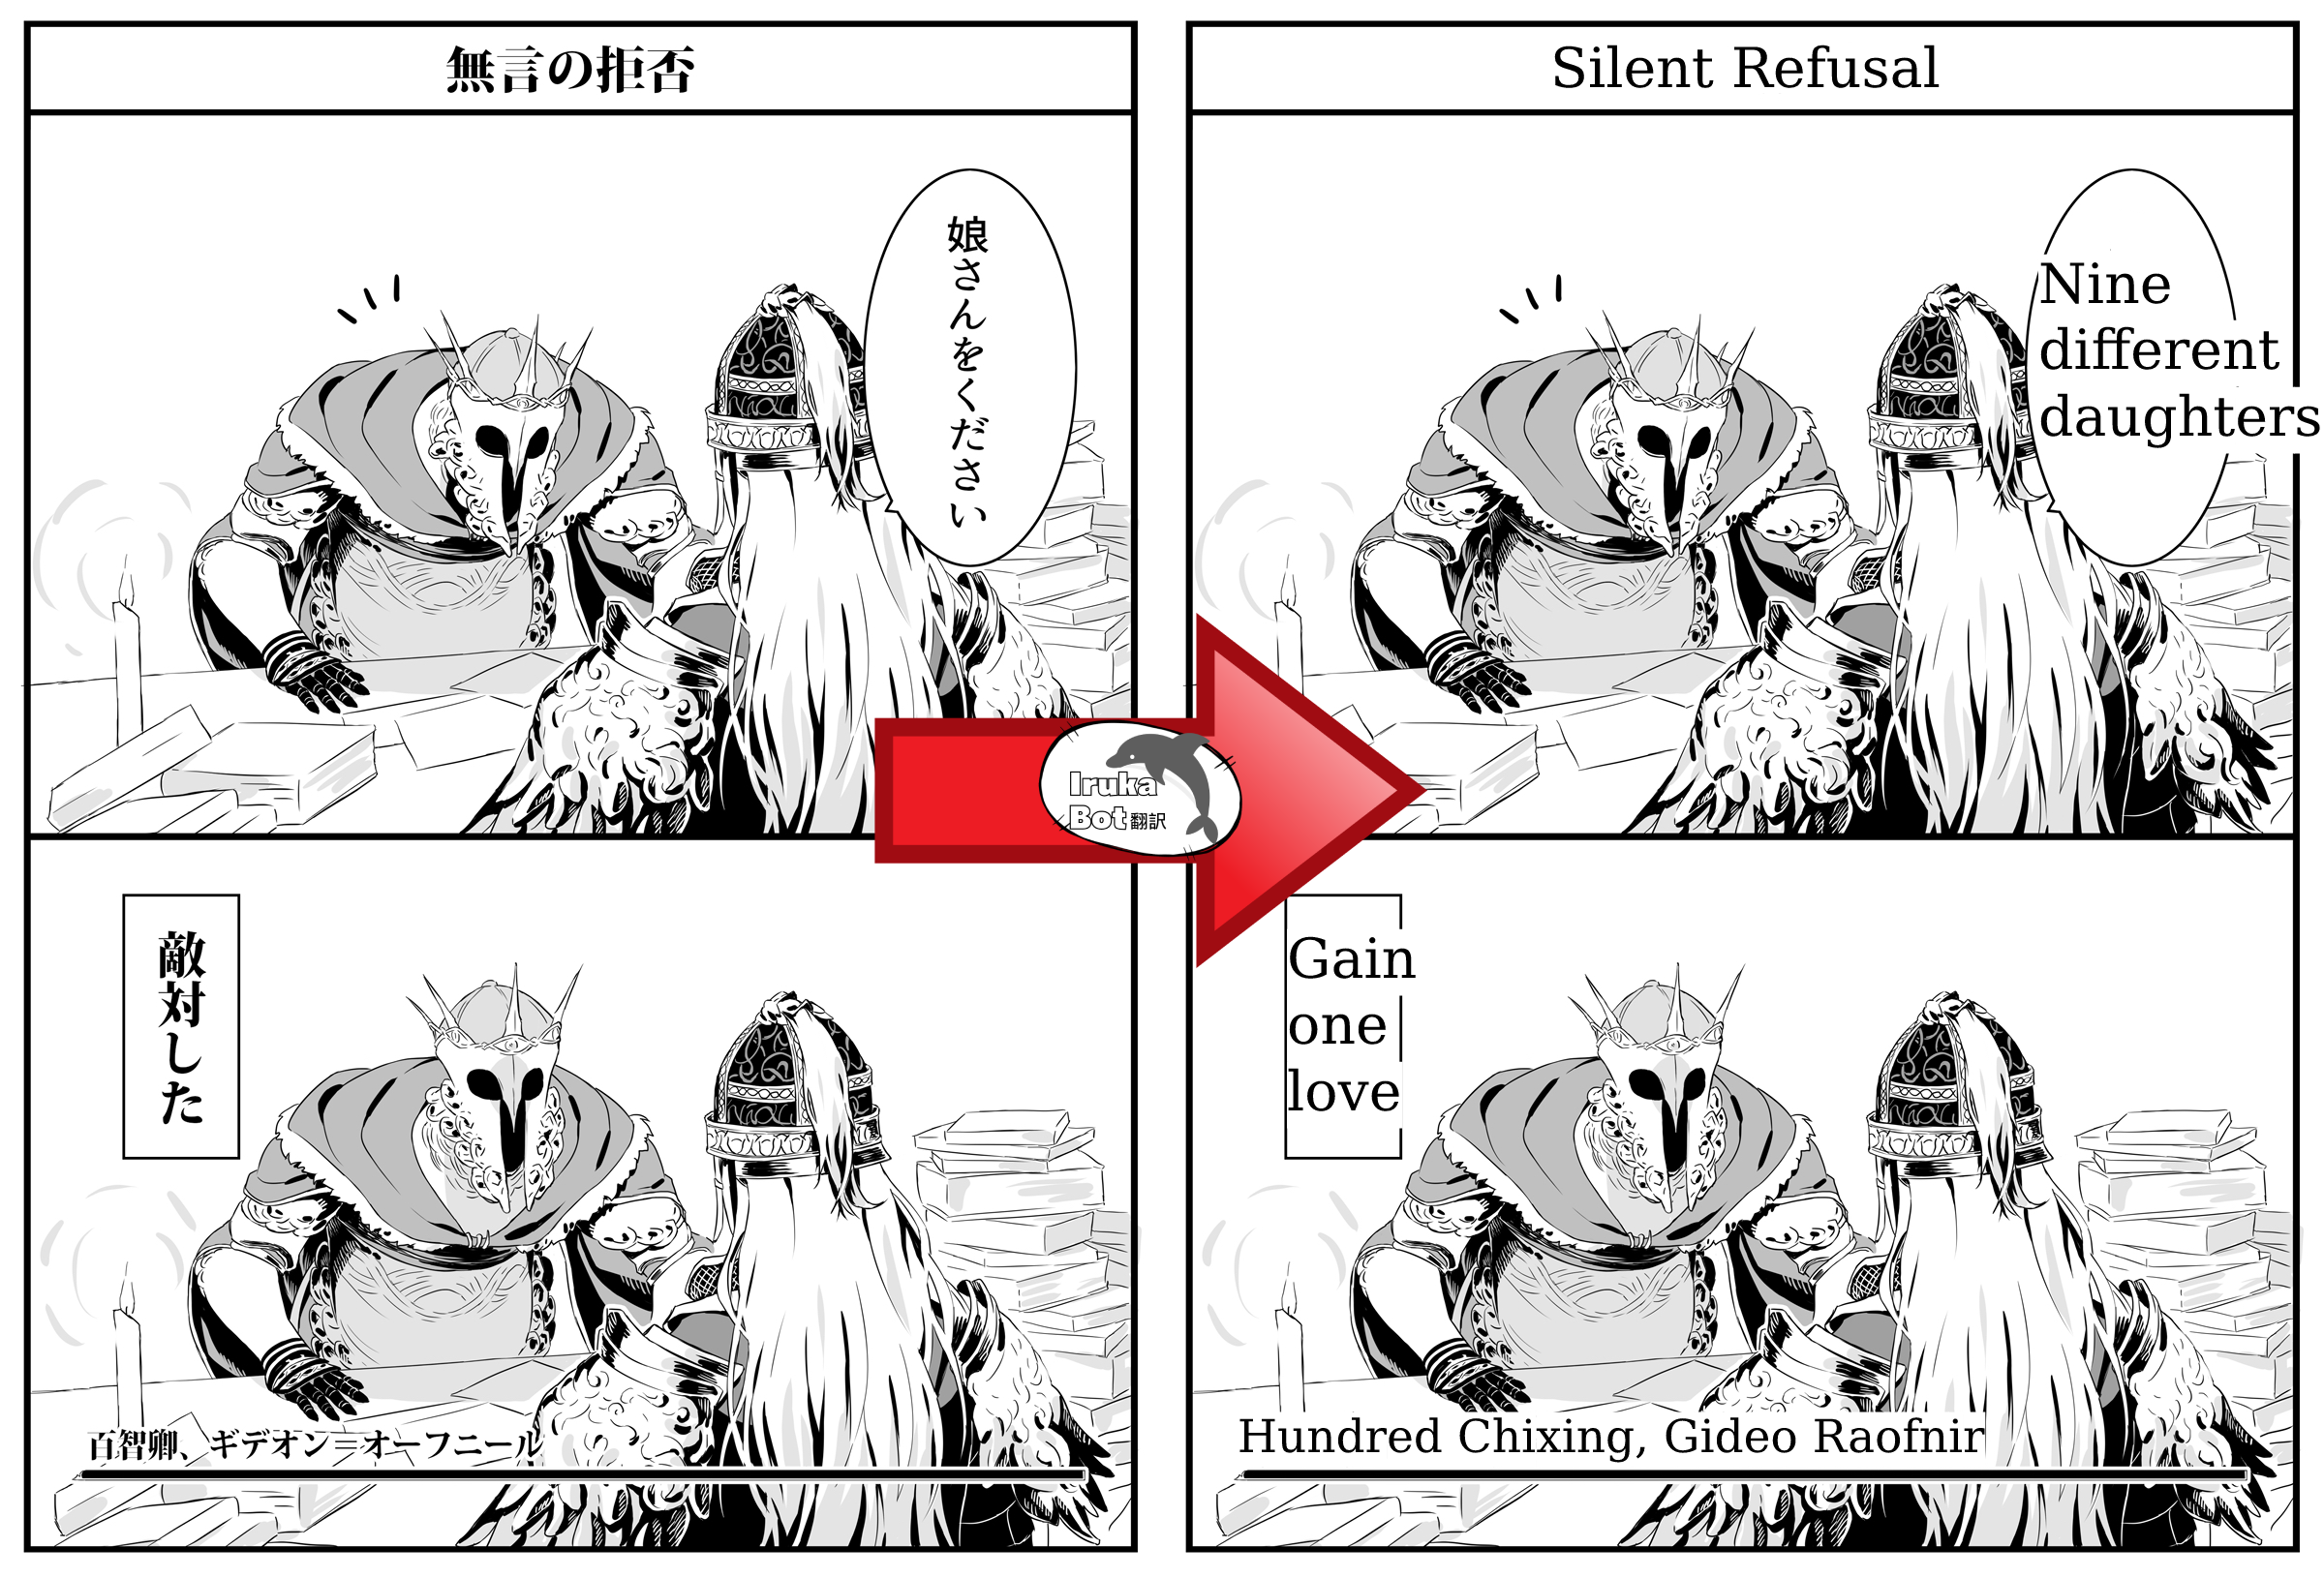 無言の拒否
娘さんをください
敵対した
百智卿、ギデオン＝オーフニール
Iruka
Bot翻訳
Silent Refusal
Nine
different
daughters
Gain
one
love
Hundred Chixing, Gideo Raofnir